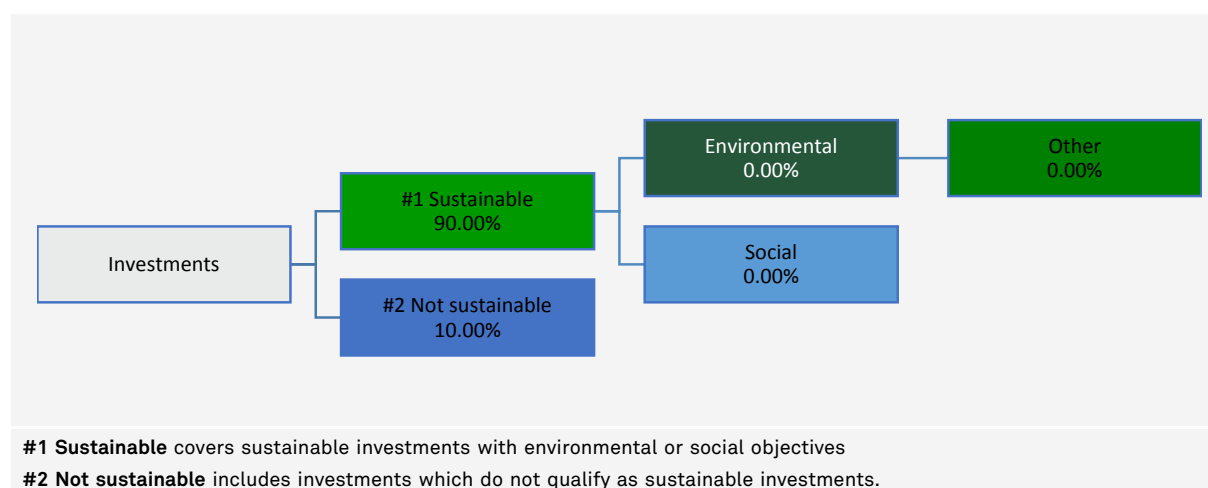 Environmental
0.00%
Other
0.00%
#1 Sustainable
90.00%
Investments
Social
0.00%
#2 Not sustainable
10.00%
#1 Sustainable covers sustainable investments with environmental or social objectives
#2 Not sustainable includes investments which do not qualify as sustainable investments.